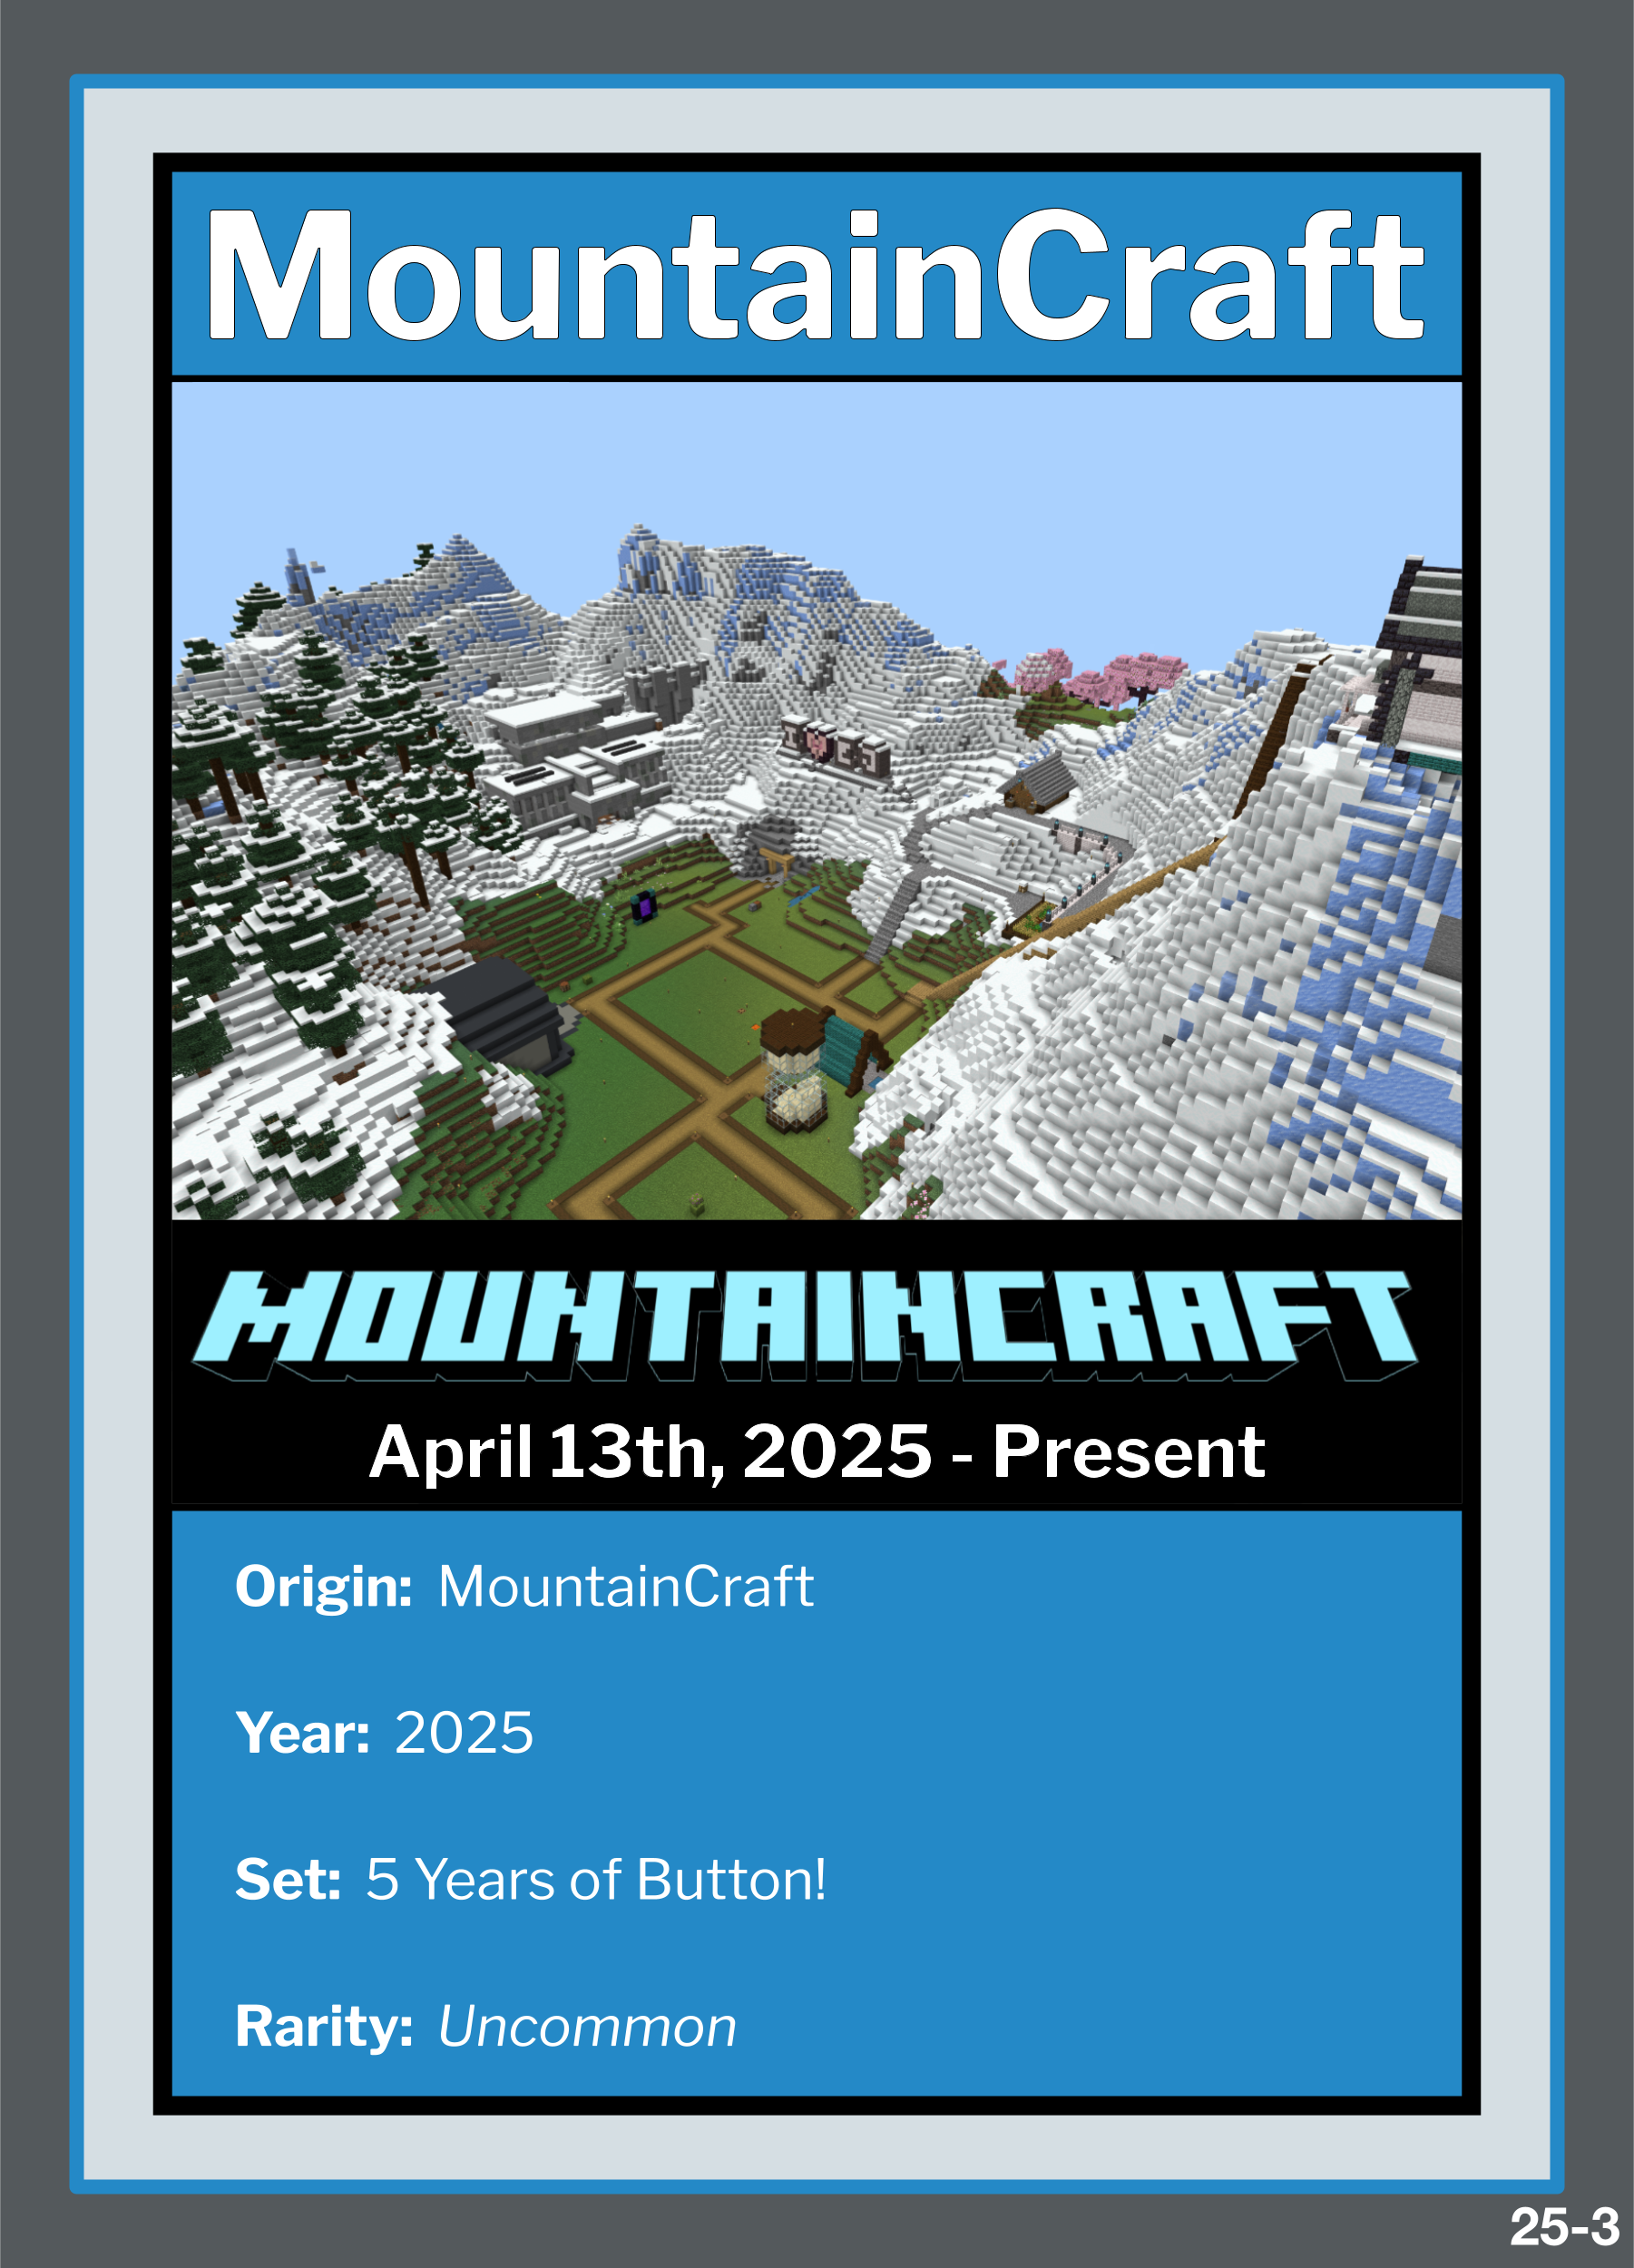 MountainCraft
I ♥ CJ
MOUNTAINCRAFT
April 13th, 2025 - Present
Origin: MountainCraft
Year: 2025
Set: 5 Years of Button!
Rarity: Uncommon
25-3